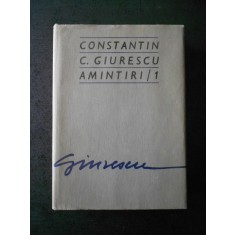 CONSTANTIN
C. GIURESCU
AMINTIRI/1
Giurescu